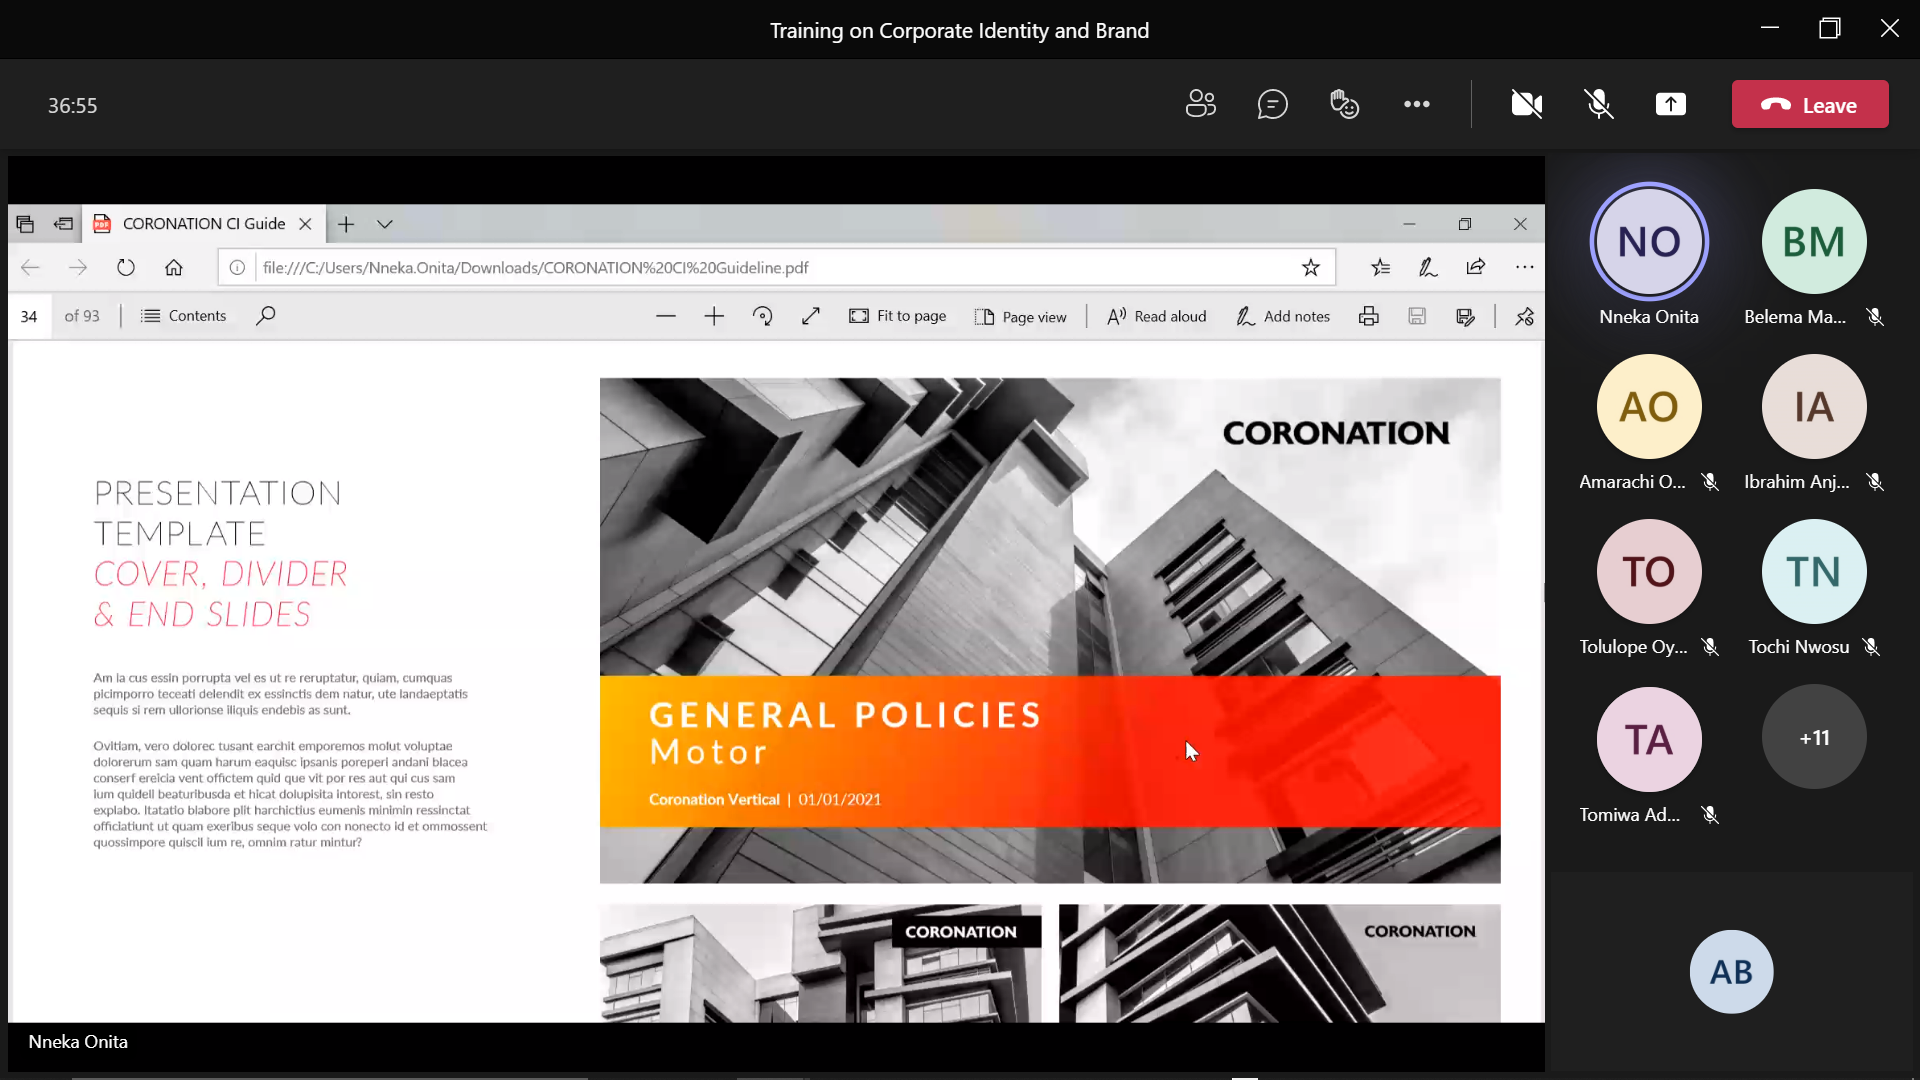 Training on Corporate Identity and Brand
36:55
Leave
CORONATION CI Guide
file:///C:/Users/Nneka.Onita/Downloads/CORONATION%20CI%20Guideline.pdf
34 of 93 Contents Fit to page Page view Read aloud Add notes
PRESENTATION
TEMPLATE
COVER, DIVIDER
& END SLIDES
Am la cus essin porrupta vel es ut re reruptatur, quiam, cumquas
picimporro teceati delendit ex essinctis dem natur, ute landaeptatis
sequis si rem ullorionse iliquis endebis as sunt.
Ovitiam, vero dolorec tusant earchit emporemos molut voluptae
dolorerum sam quam harum eaquisc ipsanis poreperi andani blacea
conserf ereicia vent offictem quid que vit por res aut qui cus sam
ium quidell beaturibusda et hicat dolupisita intorest, sin resto
explabo. Itatatio blabore plit harchictius eumenis minimin ressinctat
officiatiunt ut quam exeribus seque volo con nonecto id et ommossent
quossimpore quiscil ium re, omnim ratur mintur?
CORONATION
GENERAL POLICIES
Motor
Coronation Vertical | 01/01/2021
CORONATION
CORONATION
Nneka Onita
NO
Nneka Onita
BM
Belema Ma...
AO
Amarachi O...
IA
Ibrahim Anj...
TO
Tolulope Oy...
TN
Tochi Nwosu
TA
Tomiwa Ad...
+11
AB